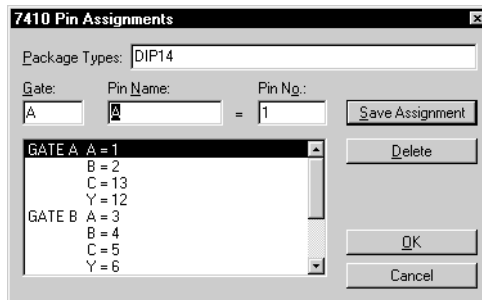 7410 Pin Assignments
Package Types: DIP14
Gate: Pin Name: Pin No.:
A A = 1 Save Assignment
GATE A A = 1 Delete
B = 2
C = 13
Y = 12
GATE B A = 3
B = 4
C = 5 OK
Y = 6 Cancel